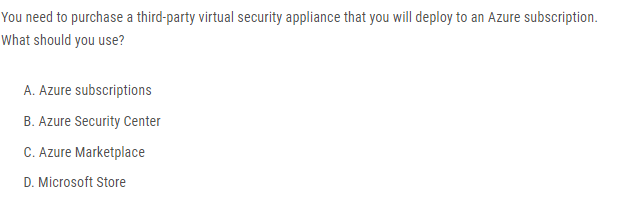 You need to purchase a third-party virtual security appliance that you will deploy to an Azure subscription.
What should you use?
A. Azure subscriptions
B. Azure Security Center
C. Azure Marketplace
D. Microsoft Store